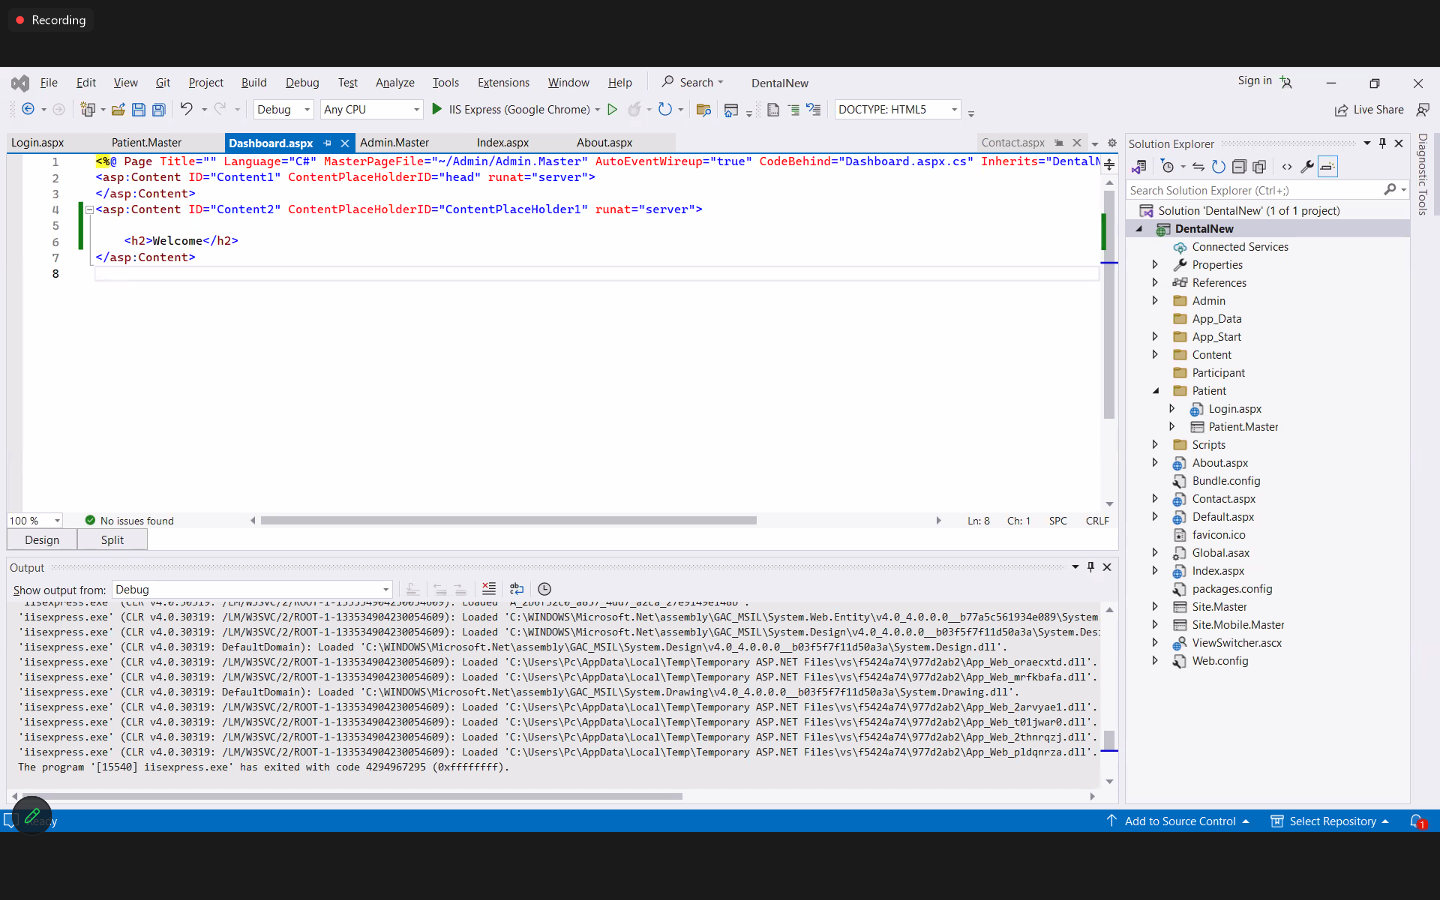 Recording
File Edit View Git Project Build Debug Test Analyze Tools Extensions Window Help Search DentalNew Sign in
Debug Any CPU IIS Express (Google Chrome) DOCTYPE: HTML5 Live Share
Login.aspx Patient.Master Dashboard.aspx Admin.Master Index.aspx About.aspx Contact.aspx
1 <%@ Page Title="" Language="C#" MasterPageFile="~/Admin/Admin.Master" AutoEventWireup="true" CodeBehind="Dashboard.aspx.cs" Inherits="DentalN
2 <asp:Content ID="Content1" ContentPlaceHolderID="head" runat="server">
3 </asp:Content>
4 <asp:Content ID="Content2" ContentPlaceHolderID="ContentPlaceHolder1" runat="server">
5
6 <h2>Welcome</h2>
7 </asp:Content>
8
100 % No issues found Ln: 8 Ch: 1 SPC CRLF
Design Split
Output
Show output from: Debug
'iisexpress.exe' (CLR v4.0.30319: /LM/W3SVC/2/ROOT-1-133534904230054609): Loaded
'iisexpress.exe' (CLR v4.0.30319: /LM/W3SVC/2/ROOT-1-133534904230054609): Loaded 'C:\WINDOWS\Microsoft.Net\assembly\GAC_MSIL\System.Web.Entity\v4.0_4.0.0.0__b77a5c561934e089\System
'iisexpress.exe' (CLR v4.0.30319: /LM/W3SVC/2/ROOT-1-133534904230054609): Loaded 'C:\WINDOWS\Microsoft.Net\assembly\GAC_MSIL\System.Design\v4.0_4.0.0.0__b03f5f7f11d50a3a\System.Des
'iisexpress.exe' (CLR v4.0.30319: DefaultDomain): Loaded 'C:\WINDOWS\Microsoft.Net\assembly\GAC_MSIL\System.Design\v4.0_4.0.0.0__b03f5f7f11d50a3a\System.Design.dll'.
'iisexpress.exe' (CLR v4.0.30319: /LM/W3SVC/2/ROOT-1-133534904230054609): Loaded 'C:\Users\Pc\AppData\Local\Temp\Temporary ASP.NET Files\vs\f5424a74\977d2ab2\App_Web_oraecxtd.dll'.
'iisexpress.exe' (CLR v4.0.30319: /LM/W3SVC/2/ROOT-1-133534904230054609): Loaded 'C:\Users\Pc\AppData\Local\Temp\Temporary ASP.NET Files\vs\f5424a74\977d2ab2\App_Web_mrfkbafa.dll'.
'iisexpress.exe' (CLR v4.0.30319: DefaultDomain): Loaded 'C:\WINDOWS\Microsoft.Net\assembly\GAC_MSIL\System.Drawing\v4.0_4.0.0.0__b03f5f7f11d50a3a\System.Drawing.dll'.
'iisexpress.exe' (CLR v4.0.30319: /LM/W3SVC/2/ROOT-1-133534904230054609): Loaded 'C:\Users\Pc\AppData\Local\Temp\Temporary ASP.NET Files\vs\f5424a74\977d2ab2\App_Web_2arvyae1.dll'.
'iisexpress.exe' (CLR v4.0.30319: /LM/W3SVC/2/ROOT-1-133534904230054609): Loaded 'C:\Users\Pc\AppData\Local\Temp\Temporary ASP.NET Files\vs\f5424a74\977d2ab2\App_Web_t01jwar0.dll'.
'iisexpress.exe' (CLR v4.0.30319: /LM/W3SVC/2/ROOT-1-133534904230054609): Loaded 'C:\Users\Pc\AppData\Local\Temp\Temporary ASP.NET Files\vs\f5424a74\977d2ab2\App_Web_2thnrqzj.dll'.
'iisexpress.exe' (CLR v4.0.30319: /LM/W3SVC/2/ROOT-1-133534904230054609): Loaded 'C:\Users\Pc\AppData\Local\Temp\Temporary ASP.NET Files\vs\f5424a74\977d2ab2\App_Web_pldqnrza.dll'.
The program '[15540] iisexpress.exe' has exited with code 4294967295 (0xffffffff).
Solution Explorer
Search Solution Explorer (Ctrl+;)
Solution 'DentalNew' (1 of 1 project)
DentalNew
Connected Services
Properties
References
Admin
App_Data
App_Start
Content
Participant
Patient
Login.aspx
Patient.Master
Scripts
About.aspx
Bundle.config
Contact.aspx
Default.aspx
favicon.ico
Global.asax
Index.aspx
packages.config
Site.Master
Site.Mobile.Master
ViewSwitcher.ascx
Web.config
Diagnostic Tools
Add to Source Control Select Repository 1